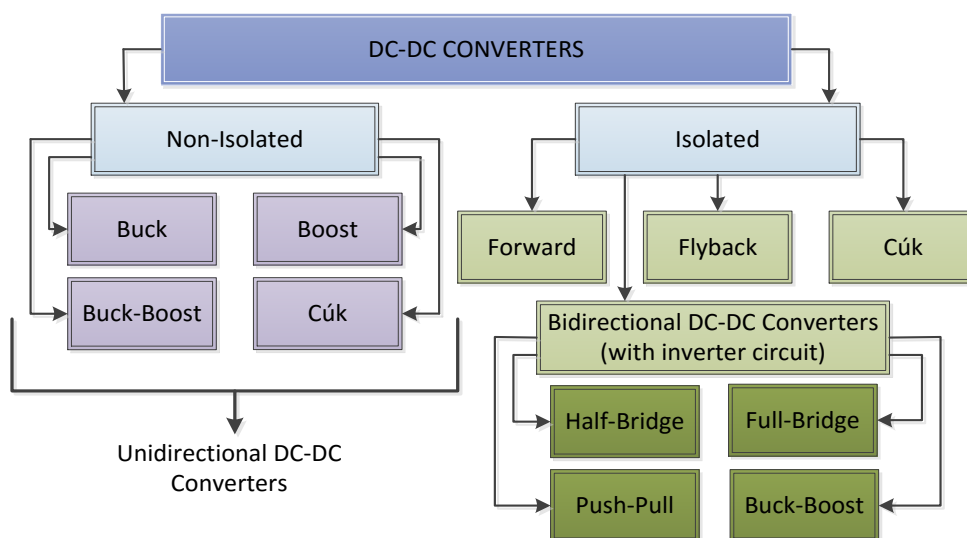 DC-DC CONVERTERS
Non-Isolated
Buck
Boost
Buck-Boost
Cúk
Unidirectional DC-DC
Converters
Isolated
Forward
Flyback
Cúk
Bidirectional DC-DC Converters
(with inverter circuit)
Half-Bridge
Full-Bridge
Push-Pull
Buck-Boost